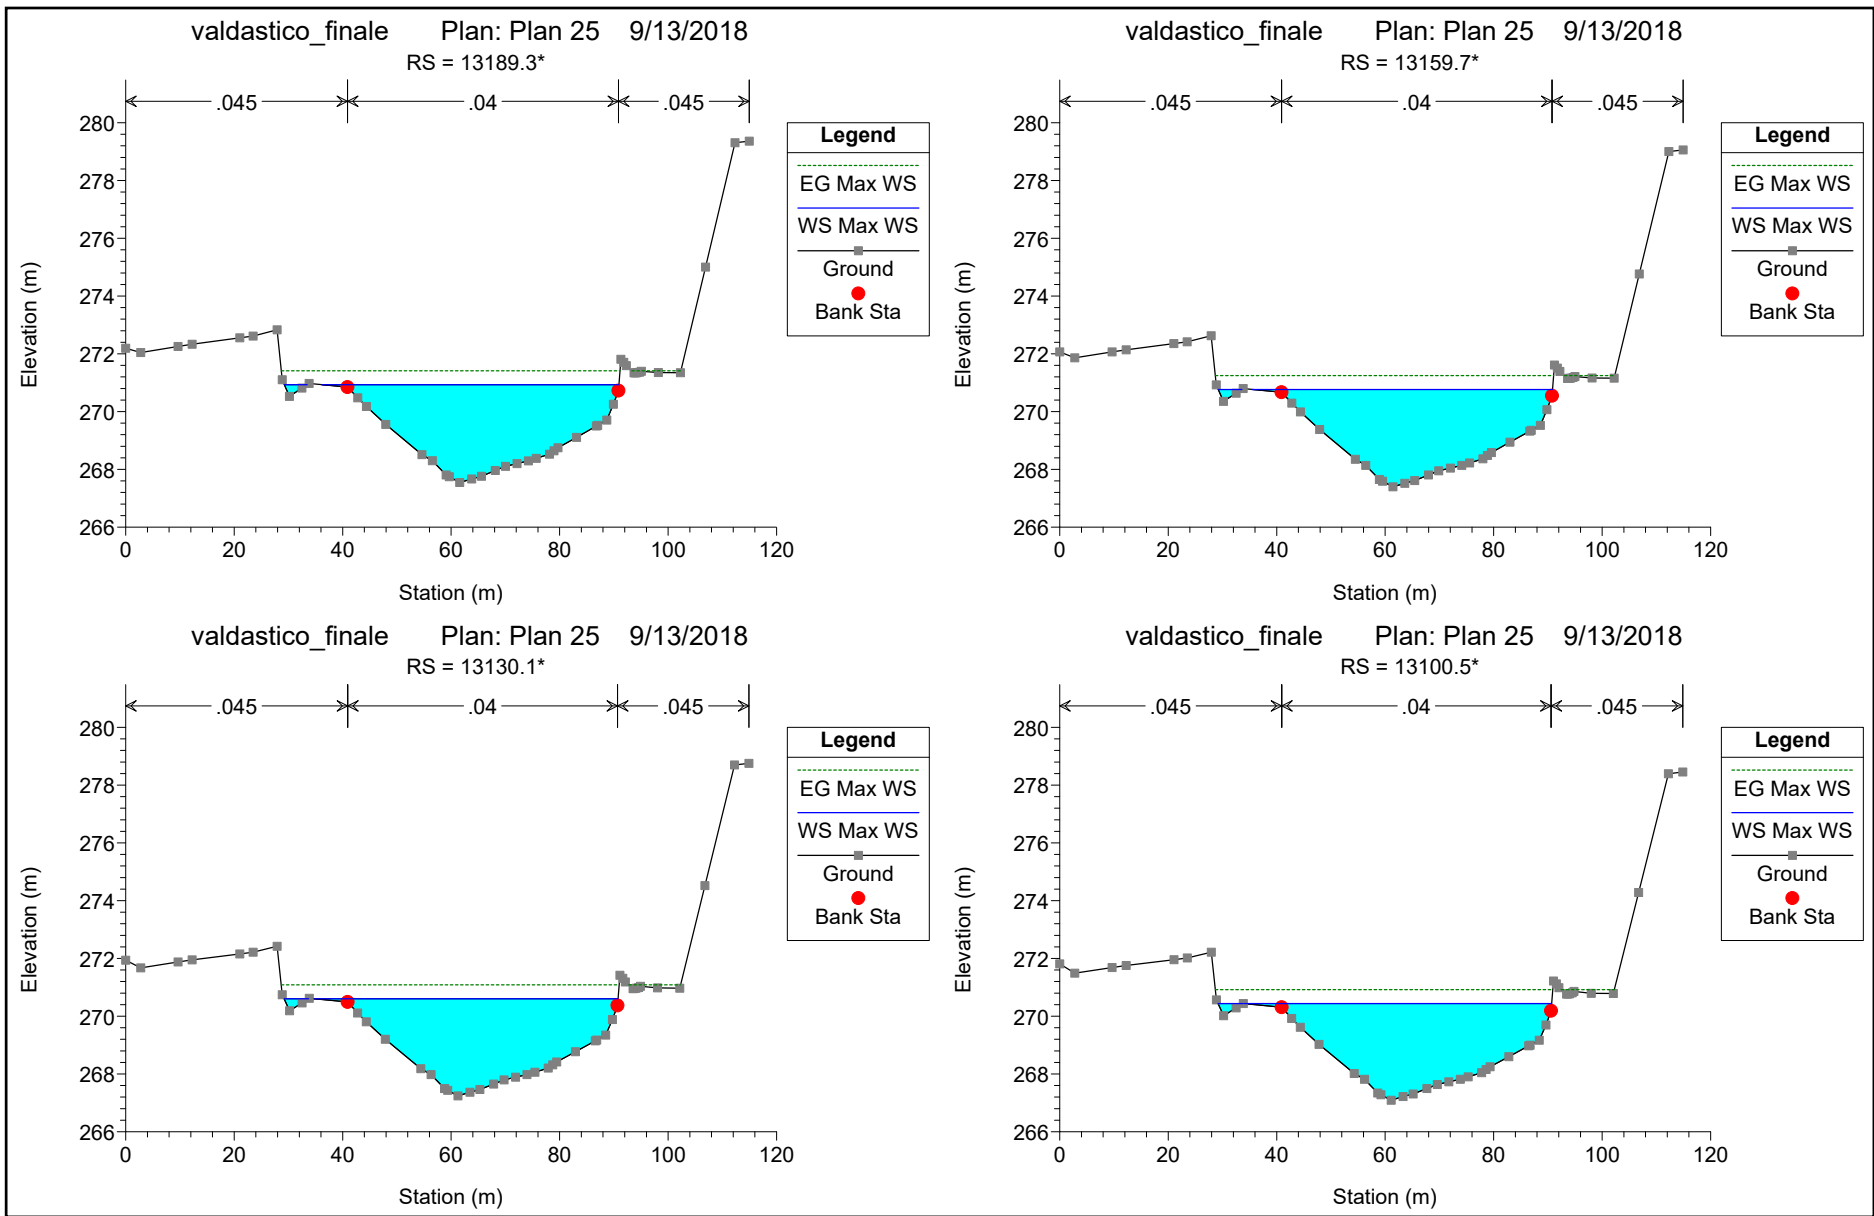 valdastico_finale Plan: Plan 25 9/13/2018
RS = 13189.3*
.045 .04 .045
280
278
276
274
272
270
268
266
0 20 40 60 80 100 120
Station (m)
Elevation (m)
Legend
EG Max WS
WS Max WS
Ground
Bank Sta
valdastico_finale Plan: Plan 25 9/13/2018
RS = 13159.7*
.045 .04 .045
280
278
276
274
272
270
268
266
0 20 40 60 80 100 120
Station (m)
Elevation (m)
Legend
EG Max WS
WS Max WS
Ground
Bank Sta
valdastico_finale Plan: Plan 25 9/13/2018
RS = 13130.1*
.045 .04 .045
280
278
276
274
272
270
268
266
0 20 40 60 80 100 120
Station (m)
Elevation (m)
Legend
EG Max WS
WS Max WS
Ground
Bank Sta
valdastico_finale Plan: Plan 25 9/13/2018
RS = 13100.5*
.045 .04 .045
280
278
276
274
272
270
268
266
0 20 40 60 80 100 120
Station (m)
Elevation (m)
Legend
EG Max WS
WS Max WS
Ground
Bank Sta